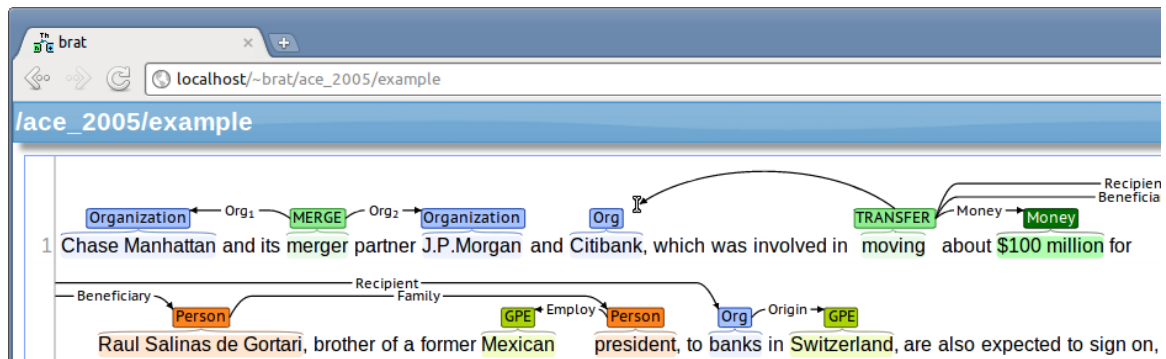 brat
localhost/~brat/ace_2005/example
/ace_2005/example
Recipien
Beneficia
Organization Org1 MERGE Org2 Organization Org TRANSFER Money Money
1 Chase Manhattan and its merger partner J.P.Morgan and Citibank, which was involved in moving about $100 million for
Recipient
Beneficiary Family
Person GPE Employ Person Org Origin GPE
Raul Salinas de Gortari, brother of a former Mexican president, to banks in Switzerland, are also expected to sign on,